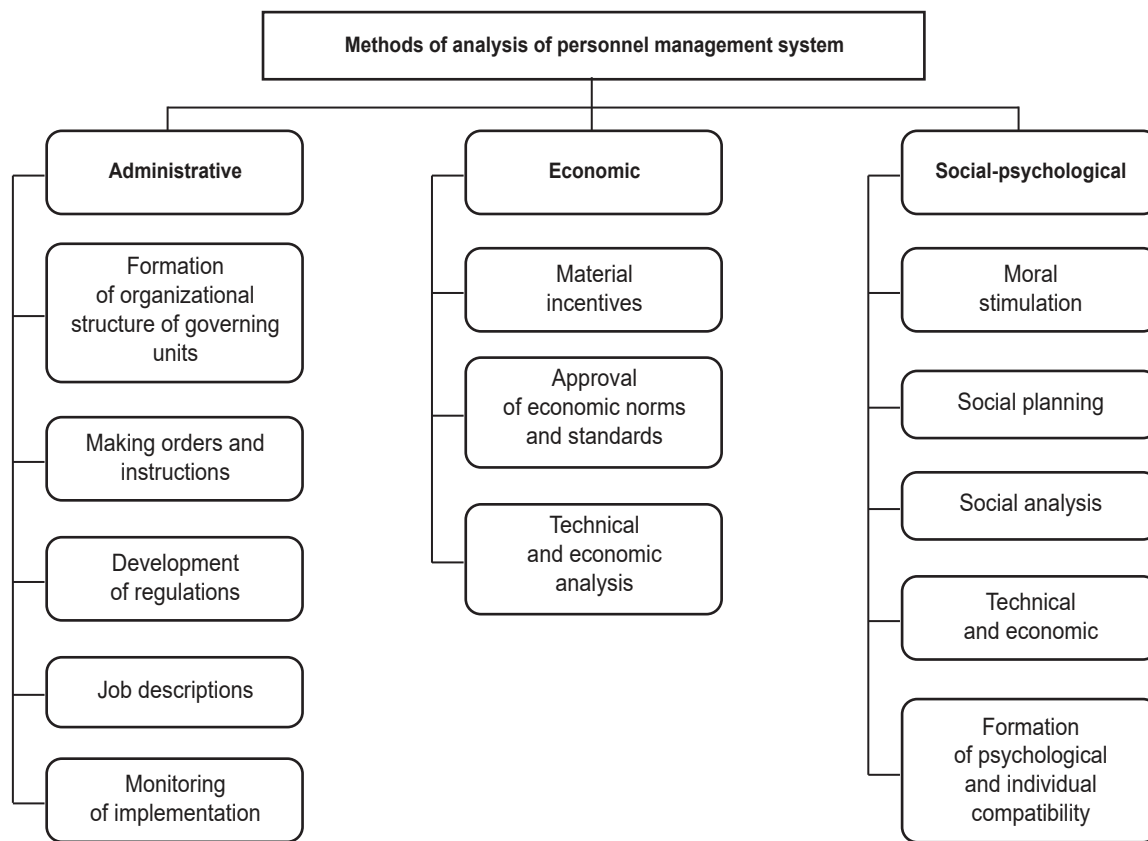 Methods of analysis of personnel management system
Administrative
Formation
of organizational
structure of governing
units
Making orders and
instructions
Development
of regulations
Job descriptions
Monitoring
of implementation
Economic
Material
incentives
Approval
of economic norms
and standards
Technical
and economic
analysis
Social-psychological
Moral
stimulation
Social planning
Social analysis
Technical
and economic
Formation
of psychological
and individual
compatibility